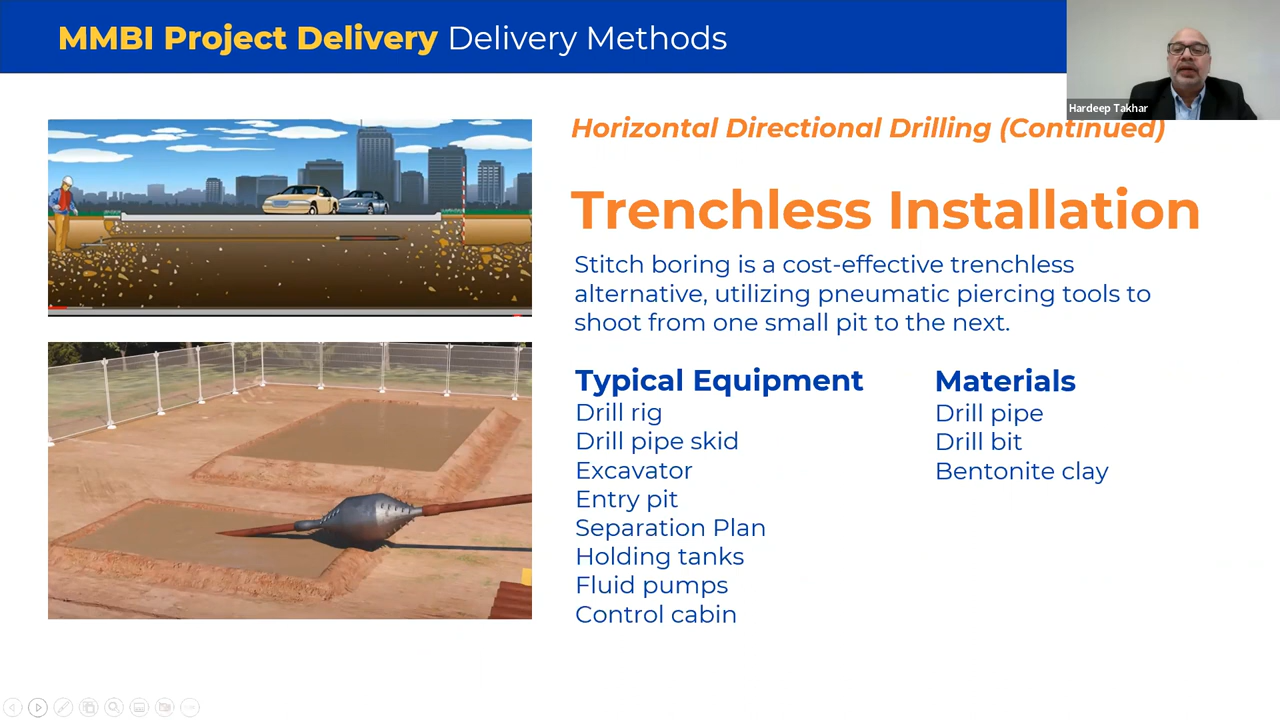 MMBI Project Delivery Delivery Methods
Hardeep Takhar
Horizontal Directional Drilling (Continued)
Trenchless Installation
Stitch boring is a cost-effective trenchless
alternative, utilizing pneumatic piercing tools to
shoot from one small pit to the next.
Typical Equipment
Drill rig
Drill pipe skid
Excavator
Entry pit
Separation Plan
Holding tanks
Fluid pumps
Control cabin
Materials
Drill pipe
Drill bit
Bentonite clay